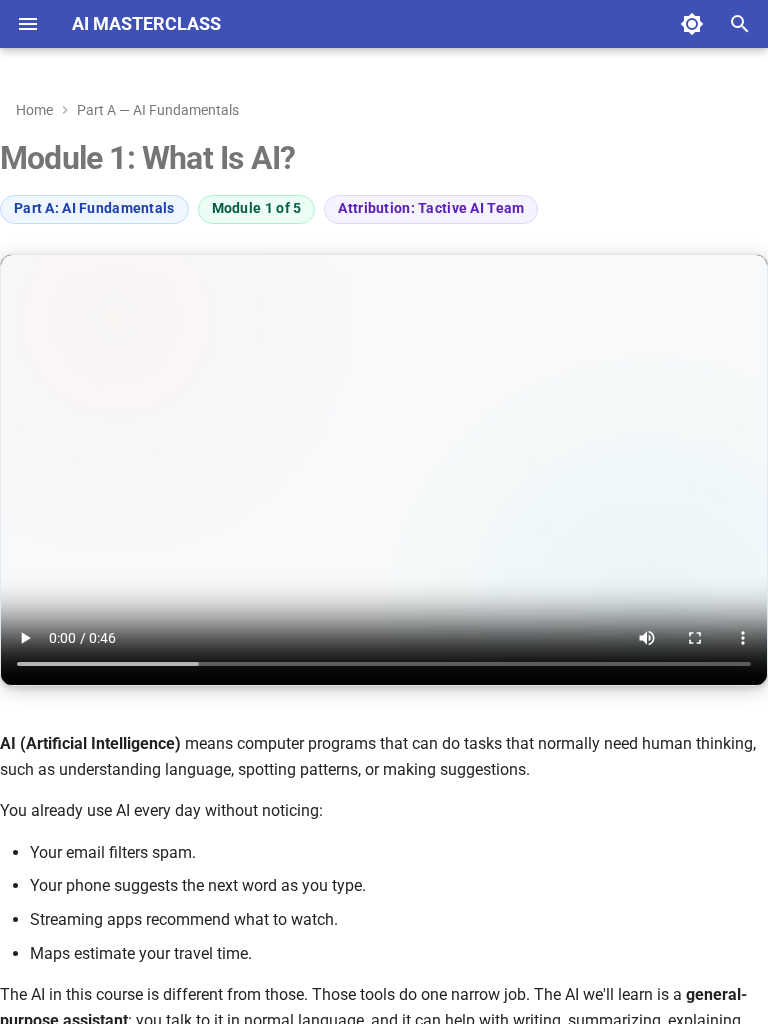 AI MASTERCLASS
Home > Part A — AI Fundamentals
Module 1: What Is AI?
Part A: AI Fundamentals Module 1 of 5 Attribution: Tactive AI Team
0:00 / 0:46
AI (Artificial Intelligence) means computer programs that can do tasks that normally need human thinking,
such as understanding language, spotting patterns, or making suggestions.
You already use AI every day without noticing:
• Your email filters spam.
• Your phone suggests the next word as you type.
• Streaming apps recommend what to watch.
• Maps estimate your travel time.
The AI in this course is different from those. Those tools do one narrow job. The AI we'll learn is a general-
purpose assistant: you talk to it in normal language, and it can help with writing, summarizing, explaining,